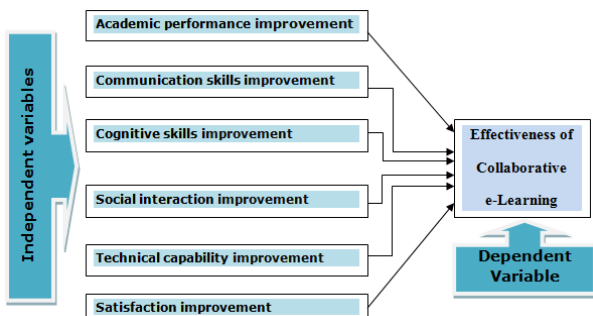 Independent variables
Academic performance improvement
Communication skills improvement
Cognitive skills improvement
Social interaction improvement
Technical capability improvement
Satisfaction improvement
Effectiveness of
Collaborative
e-Learning
Dependent
Variable